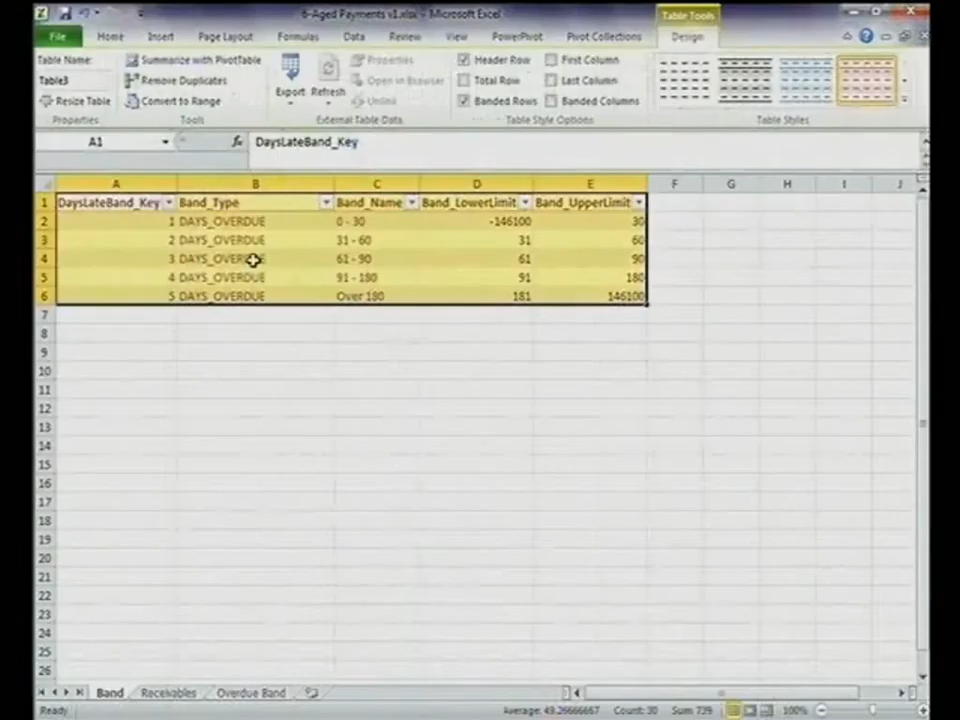 6-Aged Payments v1.xlsx - Microsoft Excel
Table Tools
File Home Insert Page Layout Formulas Data Review View PowerPivot Pivot Collections Design
Table Name: Summarize with PivotTable Properties Header Row First Column
Table3 Remove Duplicates Export Refresh Open in Browser Total Row Last Column
Resize Table Convert to Range Unlink Banded Rows Banded Columns
Properties Tools External Table Data Table Style Options Table Styles
A1 fx DaysLateBand_Key
A B C D E F G H I J
1 DaysLateBand_Key Band_Type Band_Name Band_LowerLimit Band_UpperLimit
2 1 DAYS_OVERDUE 0 - 30 -146100 30
3 2 DAYS_OVERDUE 31 - 60 31 60
4 3 DAYS_OVERDUE 61 - 90 61 90
5 4 DAYS_OVERDUE 91 - 180 91 180
6 5 DAYS_OVERDUE Over 180 181 146100
7
8
9
10
11
12
13
14
15
16
17
18
19
20
21
22
23
24
25
26
Band Receivables Overdue Band
Ready Average: 49.26666667 Count: 30 Sum: 739 100%